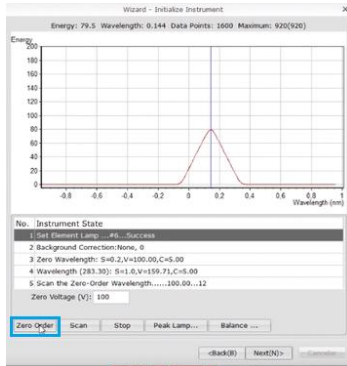 Wizard - Initialize Instrument X
Energy: 79.5 Wavelength: 0.144 Data Points: 1600 Maximum: 920(920)
Energy
200
180
160
140
120
100
80
60
40
20
0
-0,8 -0,6 -0,4 -0,2 0 0,2 0,4 0,6 0,8 1
Wavelength (nm)
No. Instrument State
1 Set Element Lamp ...#6...Success
2 Background Correction:None, 0
3 Zero Wavelength: S=0.2,V=100.00,C=5.00
4 Wavelength (283.30): S=1.0,V=159.71,C=5.00
5 Scan the Zero-Order Wavelength......100.00...12
Zero Voltage (V): 100
Zero Order Scan Stop Peak Lamp... Balance ...
<Back(B) Next(N)> Cancelar